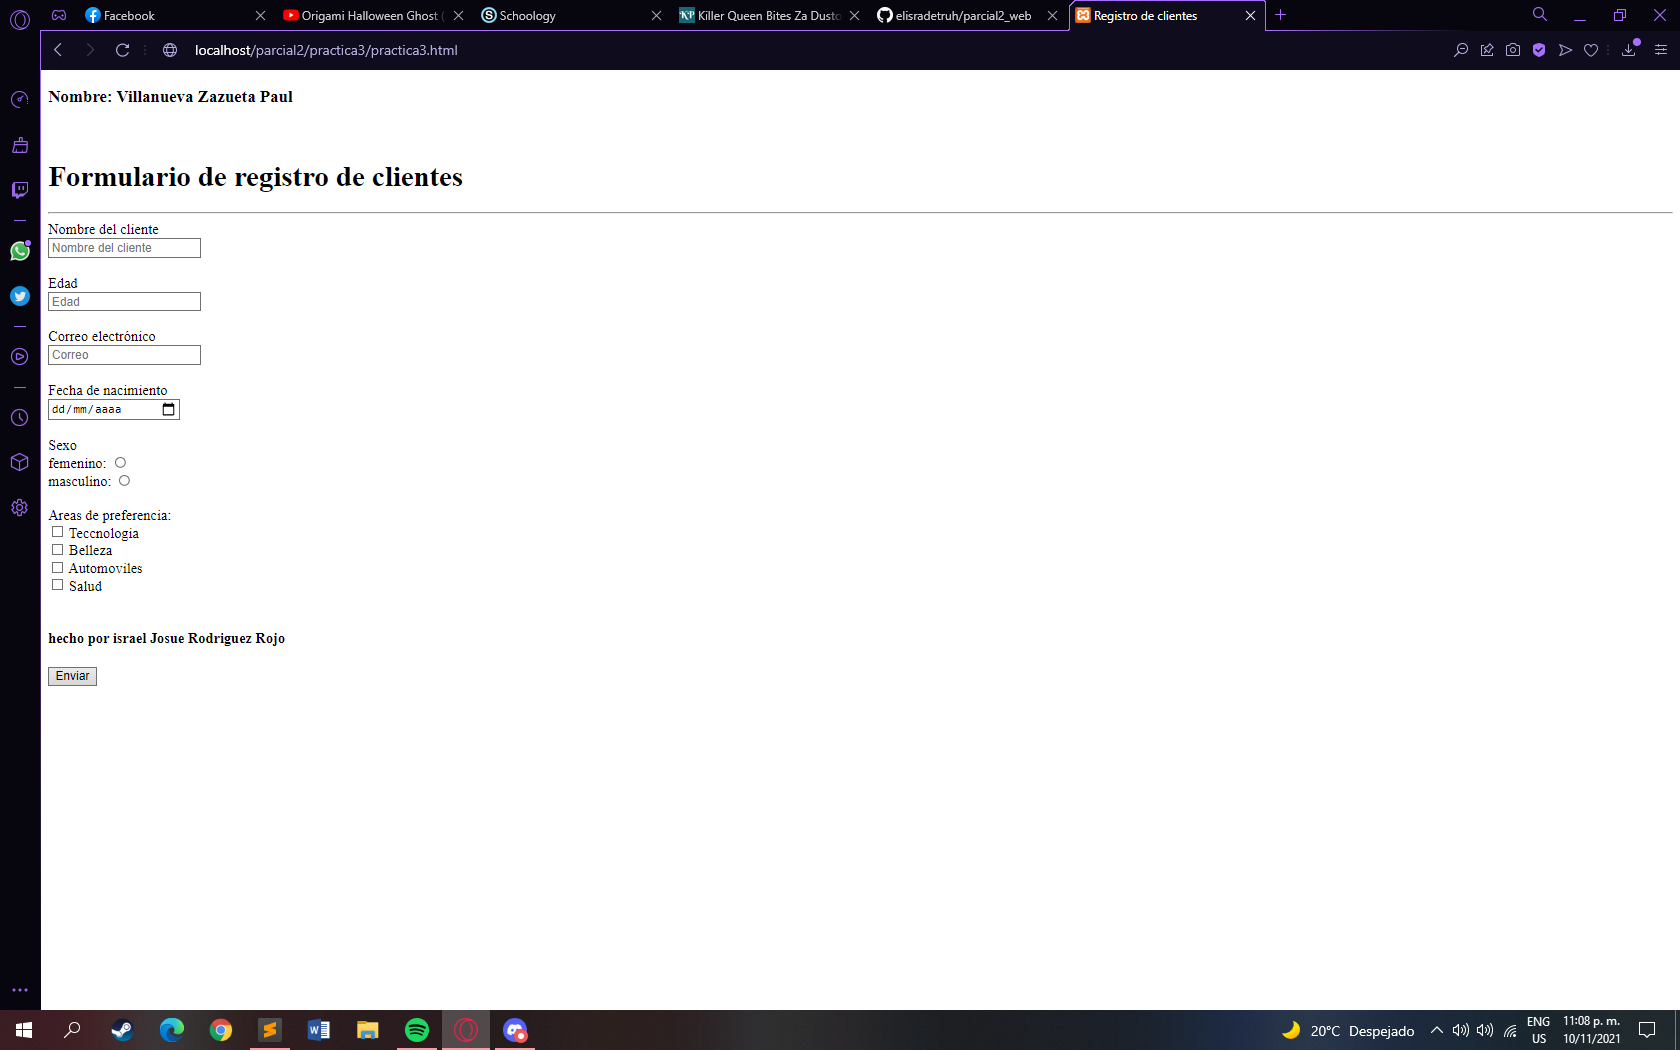 Facebook
Origami Halloween Ghost (
Schoology
Killer Queen Bites Za Dusto
elisradetruh/parcial2_web
Registro de clientes
localhost/parcial2/practica3/practica3.html
Nombre: Villanueva Zazueta Paul
Formulario de registro de clientes
Nombre del cliente
Nombre del cliente
Edad
Edad
Correo electrónico
Correo
Fecha de nacimiento
dd/mm/aaaa
Sexo
femenino:
masculino:
Areas de preferencia:
Teccnologia
Belleza
Automoviles
Salud
hecho por israel Josue Rodriguez Rojo
Enviar
20°C Despejado
ENG
US
11:08 p. m.
10/11/2021